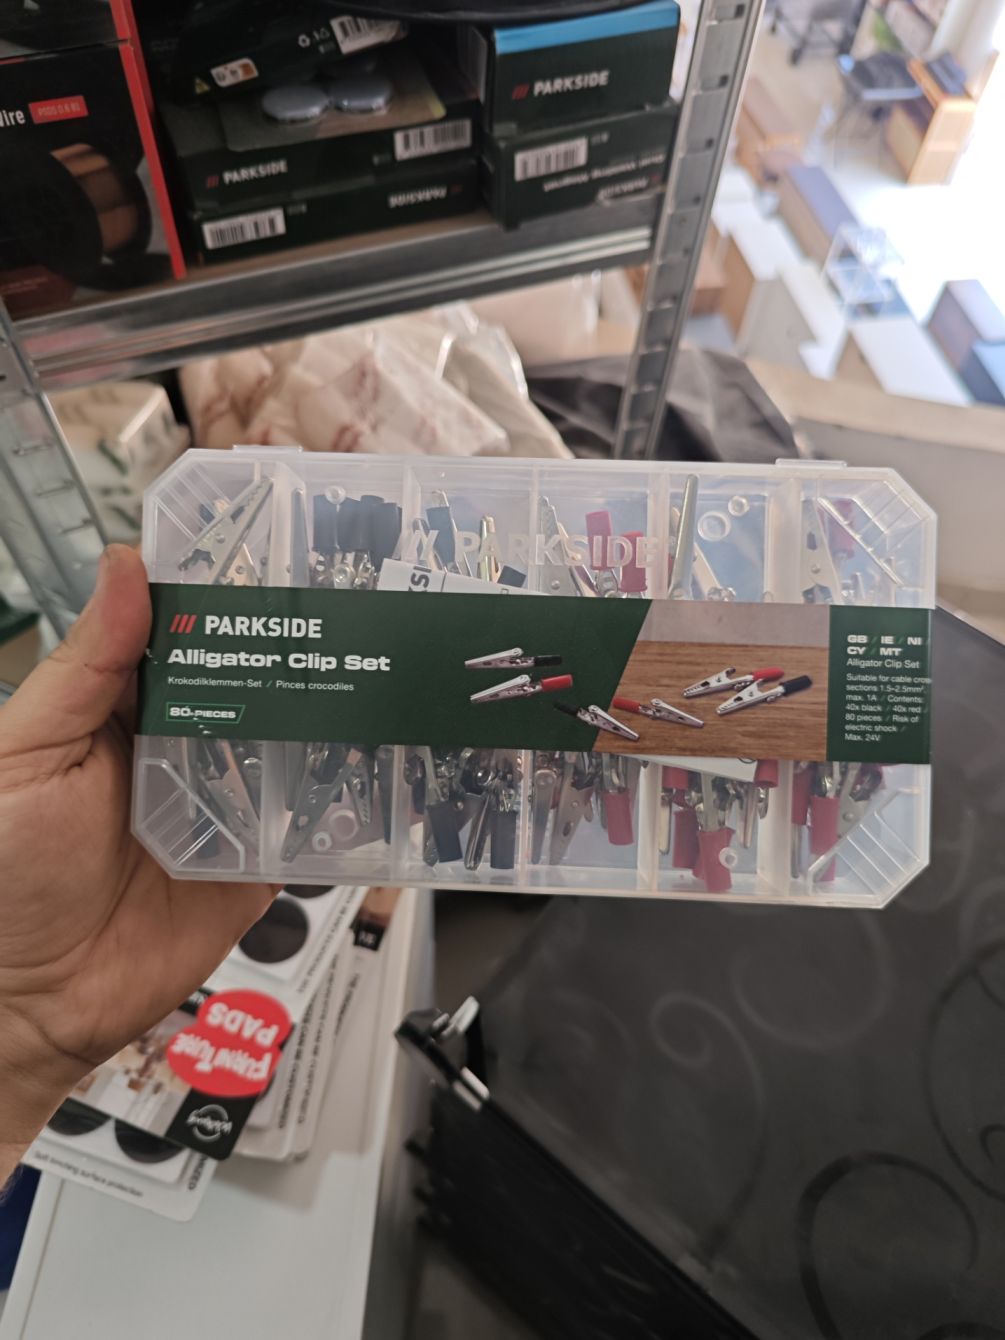 PARKSIDE
PARKSIDE
PARKSIDE
PARKSIDE
PARKSIDE
PARKSIDE
Alligator Clip Set
Krokodilklemmen-Set / Pinces crocodiles
80-PIECES
GB / IE / NI /
CY / MT
Alligator Clip Set
Suitable for cable cross
sections 1.5–2.5mm²,
max. 1A / Contents:
40x black / 40x red /
80 pieces / Risk of
electric shock /
Max. 24V
FURNITURE
PADS